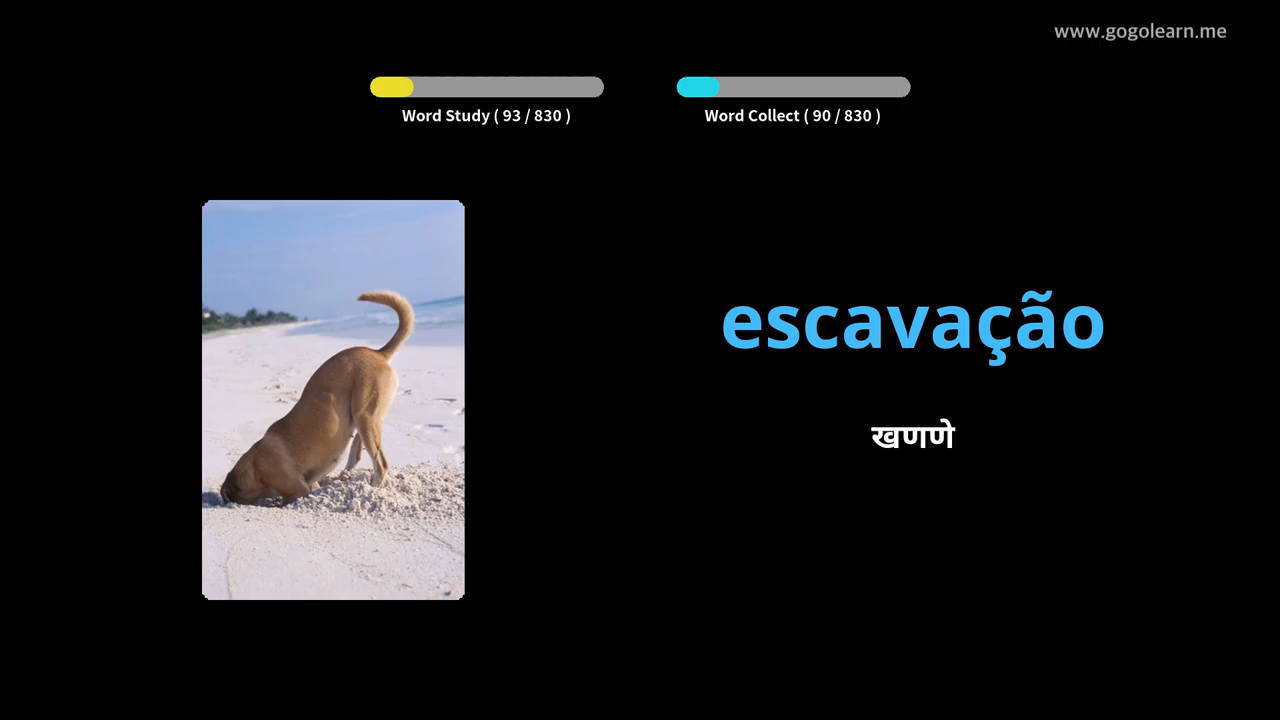 www.gogolearn.me
Word Study ( 93 / 830 )
Word Collect ( 90 / 830 )
escavação
खणणे